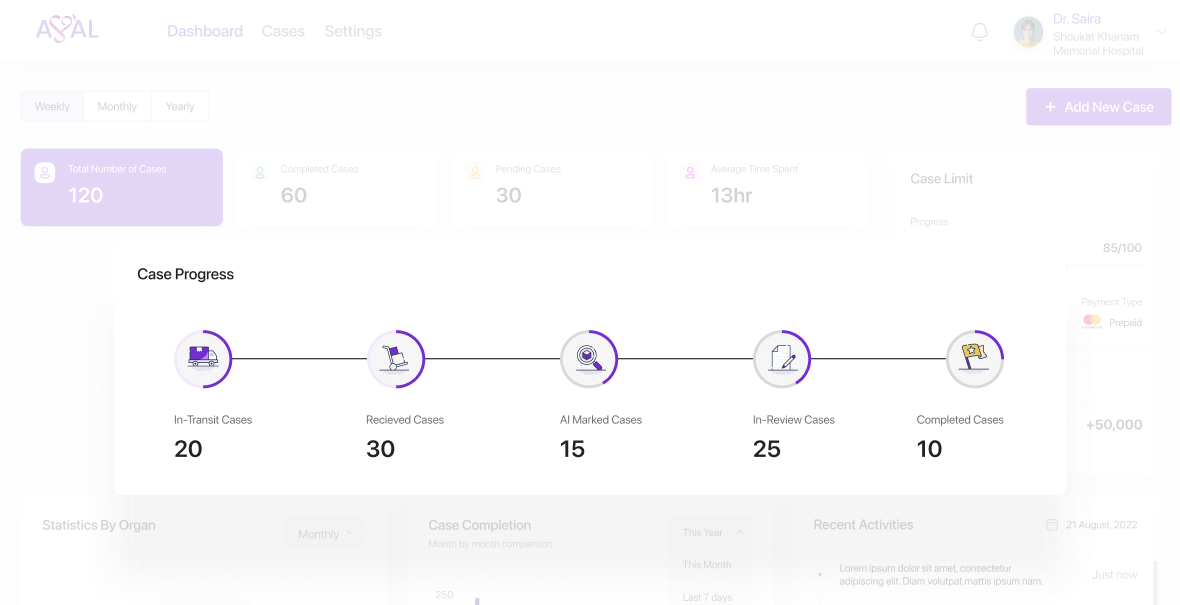 ASAL
Dashboard
Cases
Settings
Dr. Saira
Shoukat Khanam
Memorial Hospital
Weekly
Monthly
Yearly
+ Add New Case
Total Number of Cases
120
Completed Cases
60
Pending Cases
30
Average Time Spent
13hr
Case Limit
Progress
85/100
Payment Type
Prepaid
+50,000
Case Progress
In-Transit Cases
20
Recieved Cases
30
AI Marked Cases
15
In-Review Cases
25
Completed Cases
10
Statistics By Organ
Monthly
Case Completion
Month by month comparison
This Year
This Month
Last 7 days
250
Recent Activities
21 August, 2022
Lorem ipsum dolor sit amet, consectetur
adipiscing elit. Diam volutpat mattis ipsum nam.
Just now